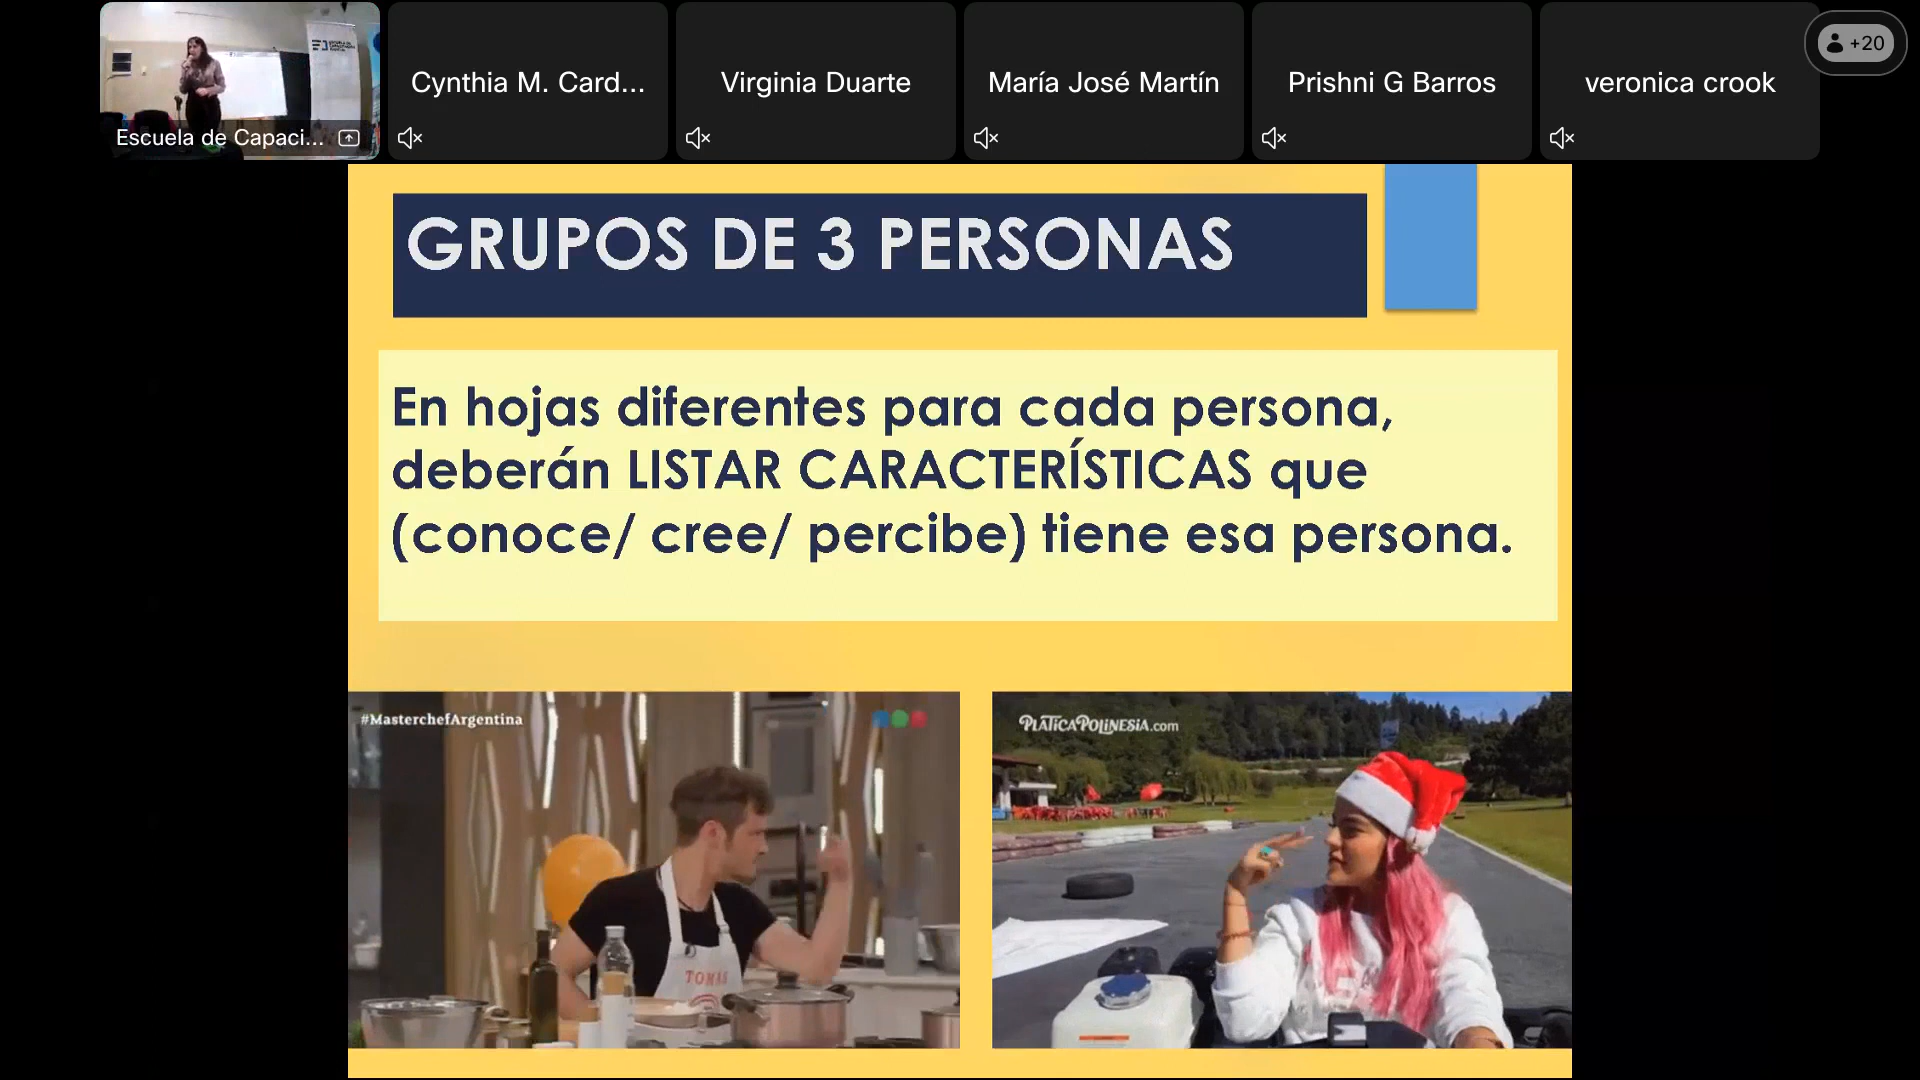 Escuela de Capaci...
Cynthia M. Card...
Virginia Duarte
María José Martín
Prishni G Barros
veronica crook
+20
GRUPOS DE 3 PERSONAS
En hojas diferentes para cada persona,
deberán LISTAR CARACTERÍSTICAS que
(conoce/ cree/ percibe) tiene esa persona.
#MasterchefArgentina
TOMÁS
PLATICAPOLINESIA.com